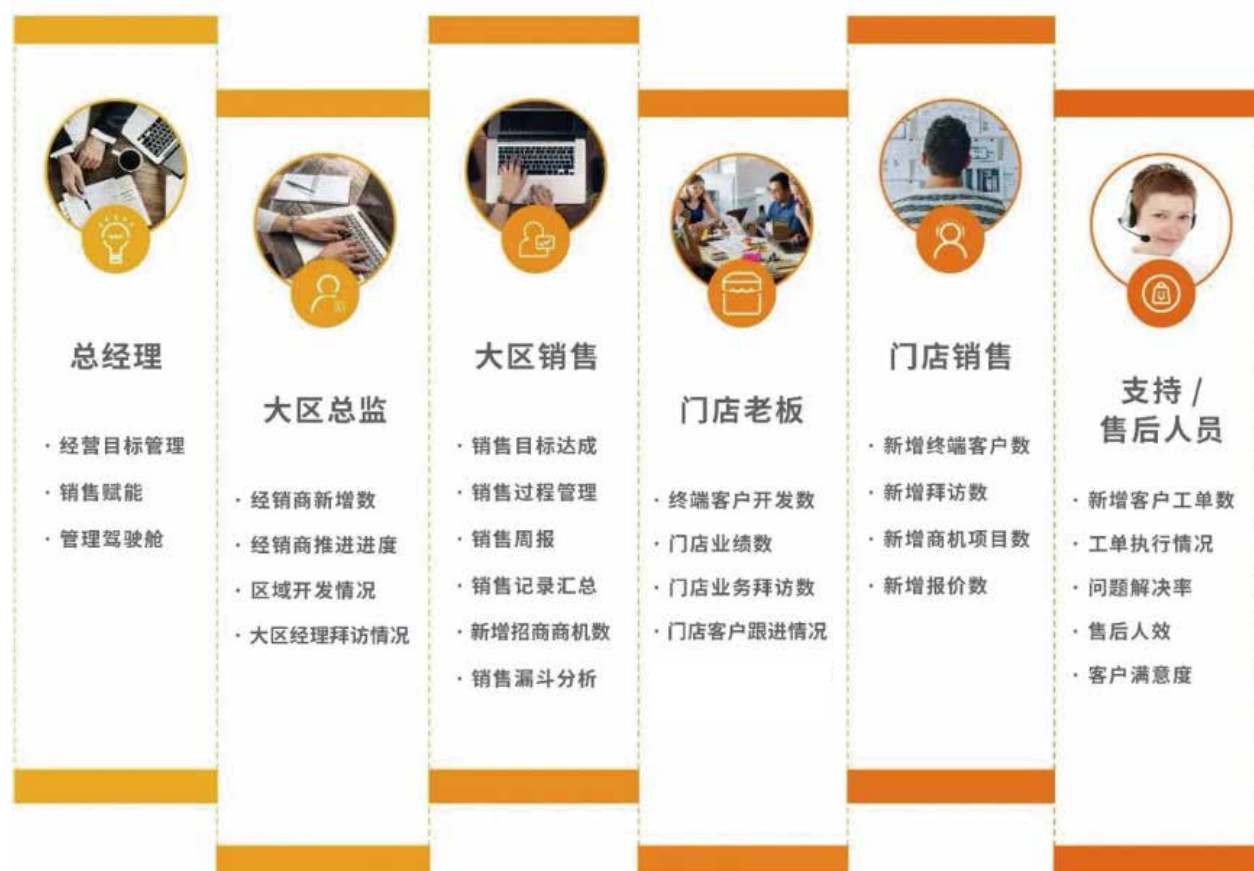 总经理
· 经营目标管理
· 销售赋能
· 管理驾驶舱
大区总监
· 经销商新增数
· 经销商推进进度
· 区域开发情况
· 大区经理拜访情况
大区销售
· 销售目标达成
· 销售过程管理
· 销售周报
· 销售记录汇总
· 新增招商商机数
· 销售漏斗分析
门店老板
· 终端客户开发数
· 门店业绩数
· 门店业务拜访数
· 门店客户跟进情况
门店销售
· 新增终端客户数
· 新增拜访数
· 新增商机项目数
· 新增报价数
支持 /
售后人员
· 新增客户工单数
· 工单执行情况
· 问题解决率
· 售后人效
· 客户满意度